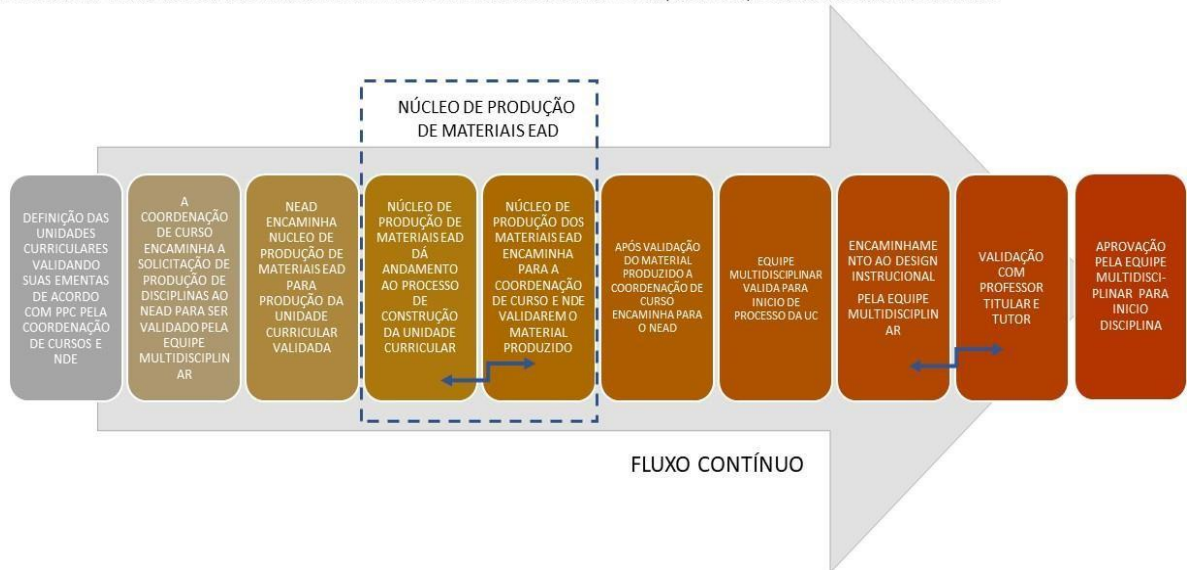 NÚCLEO DE PRODUÇÃO
DE MATERIAIS EAD
DEFINIÇÃO DAS
UNIDADES
CURRICULARES
VALIDANDO
SUAS EMENTAS
DE ACORDO
COM PPC PELA
COORDENAÇÃO
DE CURSOS E
NDE
A
COORDENAÇÃO
DE CURSO
ENCAMINHA A
SOLICITAÇÃO DE
PRODUÇÃO DE
DISCIPLINAS AO
NEAD PARA SER
VALIDADO PELA
EQUIPE
MULTIDISCIPLIN
AR
NEAD
ENCAMINHA
NUCLEO DE
PRODUÇÃO DE
MATERIAIS EAD
PARA
PRODUÇÃO DA
UNIDADE
CURRICULAR
VALIDADA
NÚCLEO DE
PRODUÇÃO DE
MATERIAIS EAD
DÁ
ANDAMENTO
AO PROCESSO
DE
CONSTRUÇÃO
DA UNIDADE
CURRICULAR
NÚCLEO DE
PRODUÇÃO DOS
MATERIAIS EAD
ENCAMINHA
PARA A
COORDENAÇÃO
DE CURSO E NDE
VALIDAREM O
MATERIAL
PRODUZIDO
APÓS VALIDAÇÃO
DO MATERIAL
PRODUZIDO A
COORDENAÇÃO DE
CURSO
ENCAMINHA PARA
O NEAD
EQUIPE
MULTIDISCIPLINAR
VALIDA PARA
INICIO DE
PROCESSO DA UC
ENCAMINHAME
NTO AO DESIGN
INSTRUCIONAL
PELA EQUIPE
MULTIDISCIPLIN
AR
VALIDAÇÃO
COM
PROFESSOR
TITULAR E
TUTOR
APROVAÇÃO
PELA EQUIPE
MULTIDISCI-
PLINAR PARA
INICIO
DISCIPLINA
FLUXO CONTÍNUO